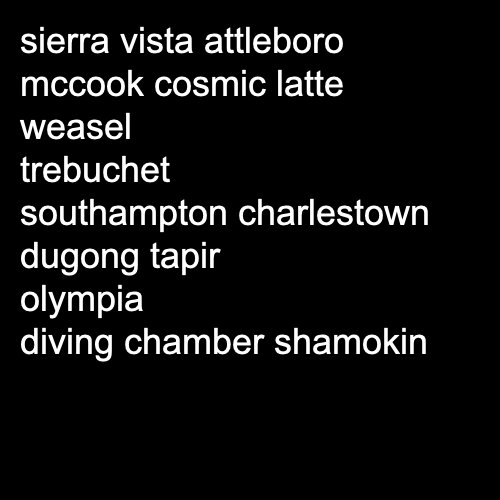 sierra vista attleboro
mccook cosmic latte
weasel
trebuchet
southampton charlestown
dugong tapir
olympia
diving chamber shamokin